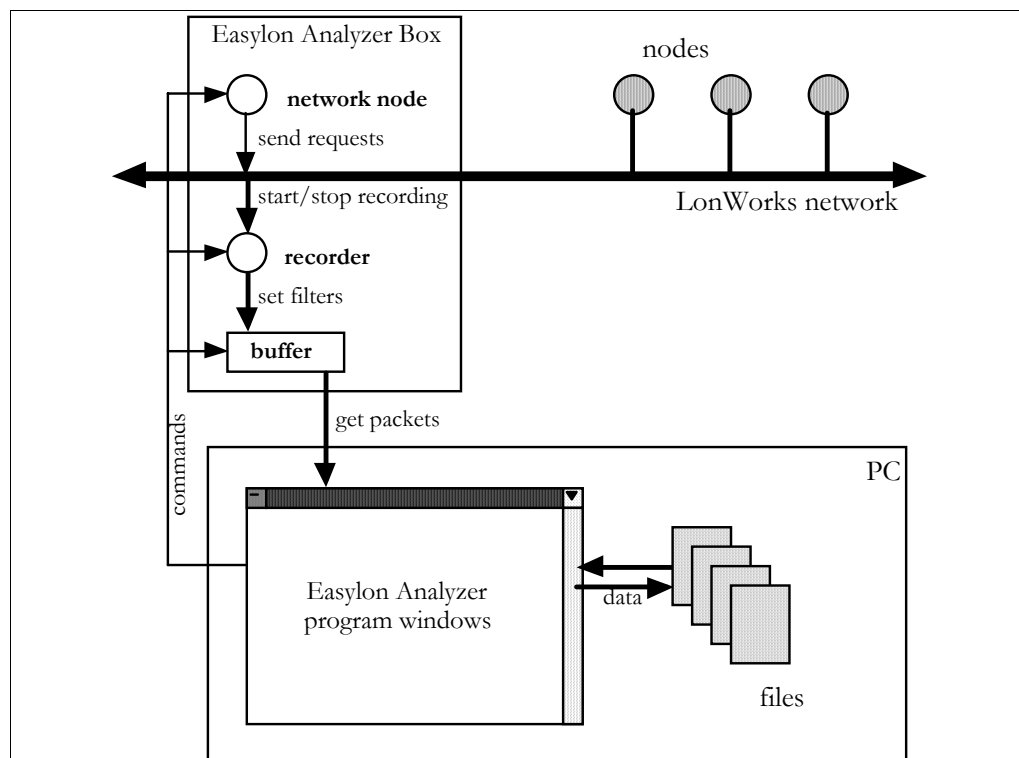 Easylon Analyzer Box
nodes
network node
send requests
LonWorks network
start/stop recording
recorder
set filters
buffer
get packets
commands
PC
Easylon Analyzer
program windows
data
files